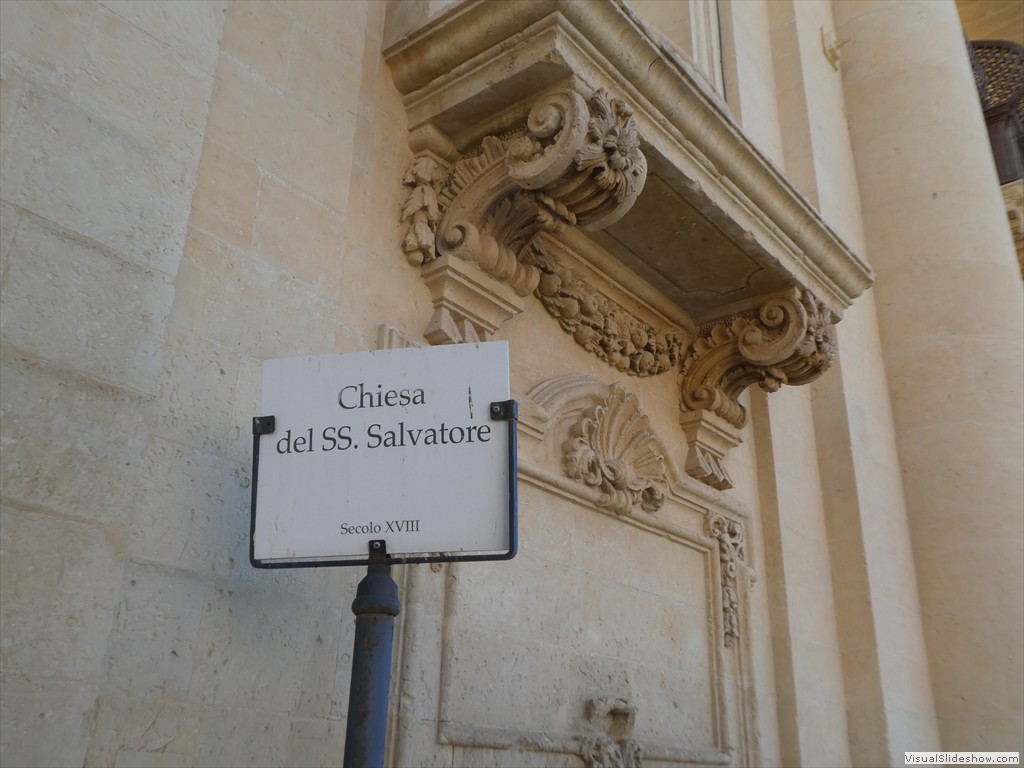 Chiesa
del SS. Salvatore
Secolo XVIII
VisualSlideshow.com